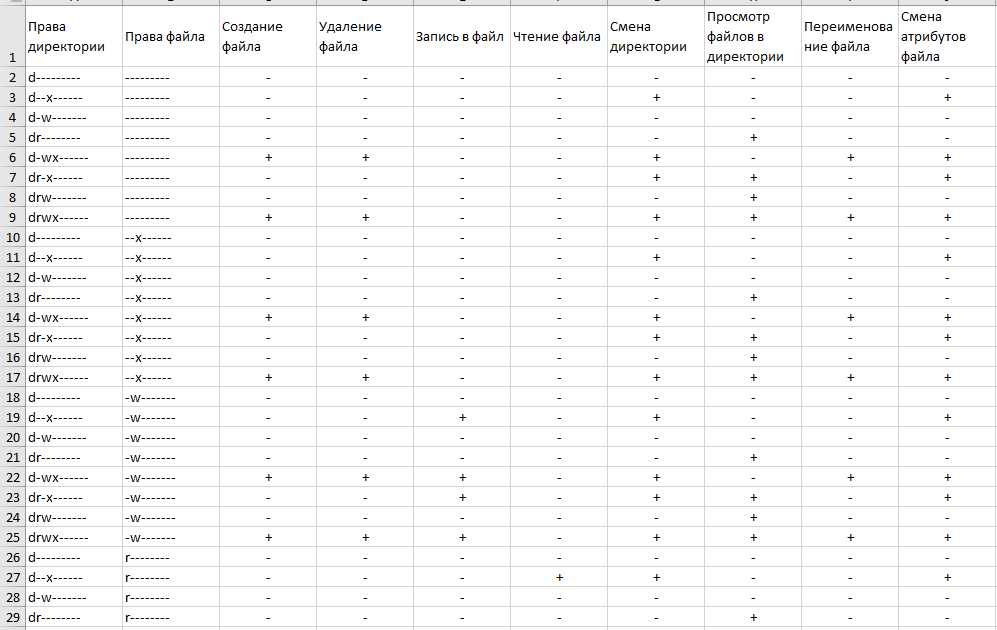 1
Права
директории
Права файла
Создание
файла
Удаление
файла
Запись в файл
Чтение файла
Смена
директории
Просмотр
файлов в
директории
Переименова
ние файла
Смена
атрибутов
файла
2 d--------- --------- - - - - - - - -
3 d--x------ --------- - - - - + - - +
4 d-w------- --------- - - - - - - - -
5 dr-------- --------- - - - - - + - -
6 d-wx------ --------- + + - - + - + +
7 dr-x------ --------- - - - - + + - +
8 drw------- --------- - - - - - + - -
9 drwx------ --------- + + - - + + + +
10 d--------- --x------ - - - - - - - -
11 d--x------ --x------ - - - - + - - +
12 d-w------- --x------ - - - - - - - -
13 dr-------- --x------ - - - - - + - -
14 d-wx------ --x------ + + - - + - + +
15 dr-x------ --x------ - - - - + + - +
16 drw------- --x------ - - - - - + - -
17 drwx------ --x------ + + - - + + + +
18 d--------- -w------- - - - - - - - -
19 d--x------ -w------- - - + - + - - +
20 d-w------- -w------- - - - - - - - -
21 dr-------- -w------- - - - - - + - -
22 d-wx------ -w------- + + + - + - + +
23 dr-x------ -w------- - - + - + + - +
24 drw------- -w------- - - - - - + - -
25 drwx------ -w------- + + + - + + + +
26 d--------- r-------- - - - - - - - -
27 d--x------ r-------- - - - + + - - +
28 d-w------- r-------- - - - - - - - -
29 dr-------- r-------- - - - - - + - -